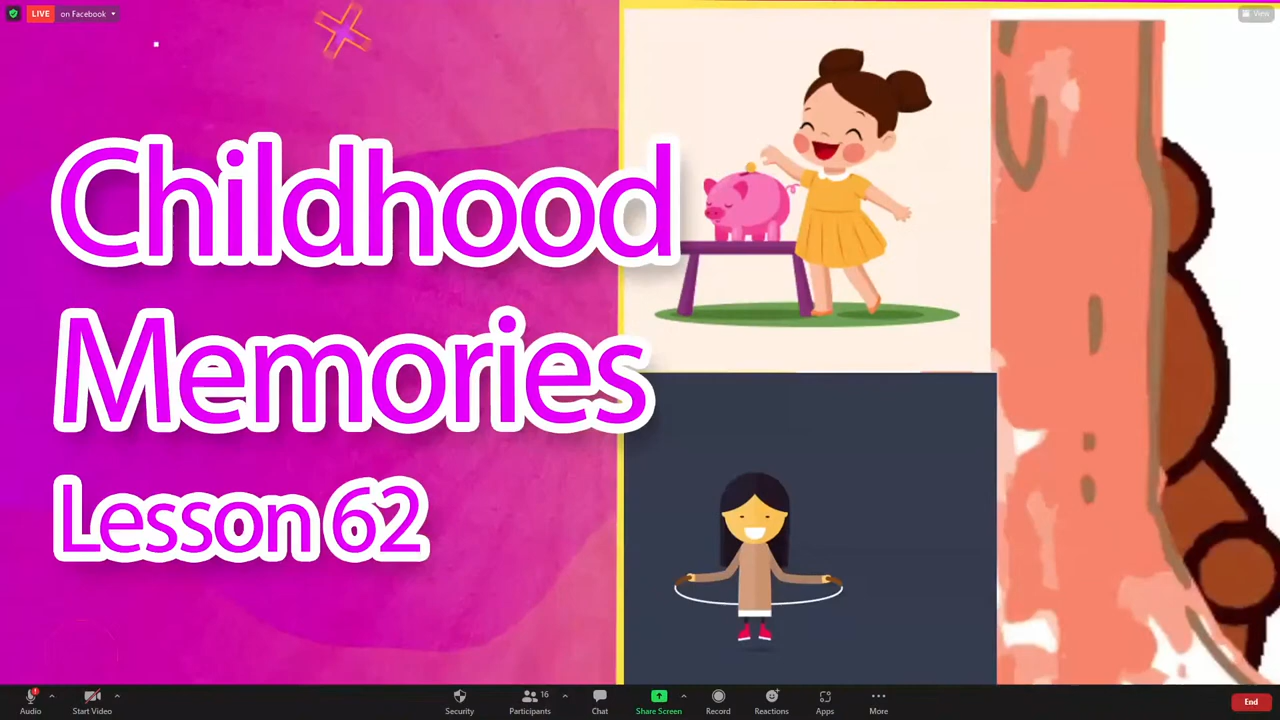 LIVE on Facebook
View
Childhood
Memories
Lesson 62
16
Audio Start Video Security Participants Chat Share Screen Record Reactions Apps More End